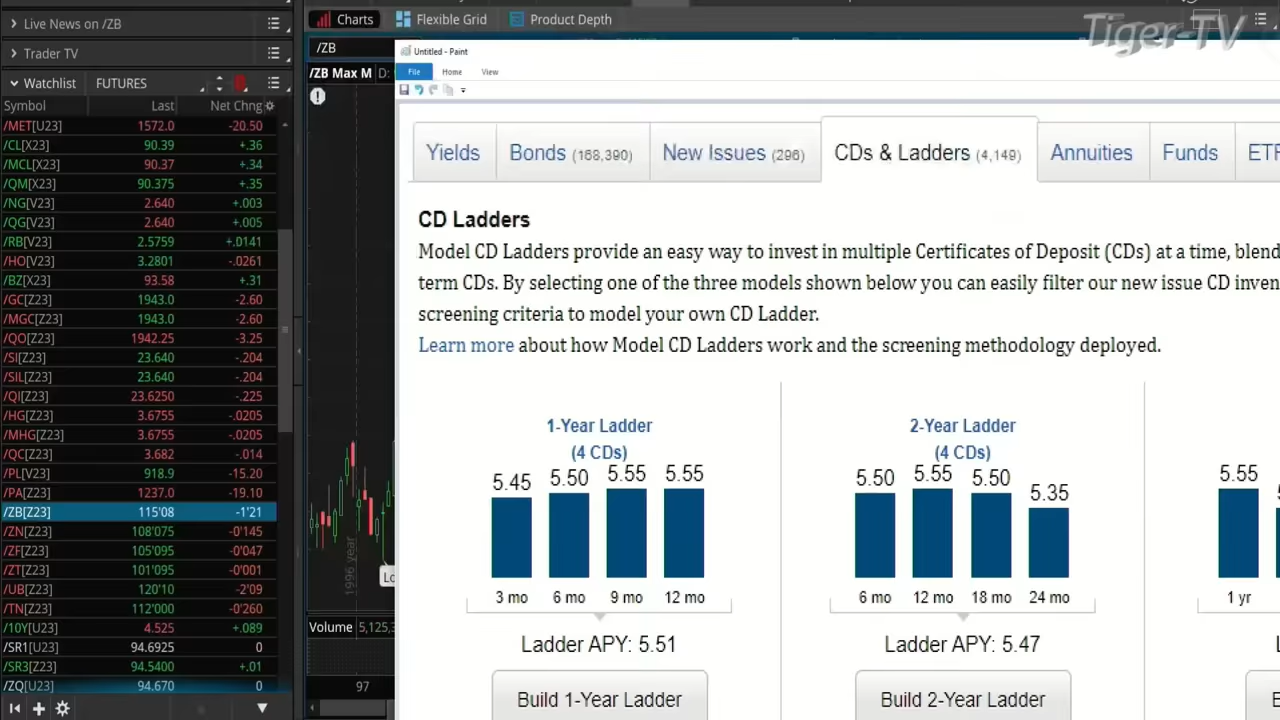 Live News on /ZB
Trader TV
Watchlist FUTURES
Symbol Last Net Chng
/MET[U23] 1572.0 -20.50
/CL[X23] 90.39 +.36
/MCL[X23] 90.37 +.34
/QM[X23] 90.375 +.35
/NG[V23] 2.640 +.003
/QG[V23] 2.640 +.005
/RB[V23] 2.5759 +.0141
/HO[V23] 3.2801 -.0261
/BZ[X23] 93.58 +.31
/GC[Z23] 1943.0 -2.60
/MGC[Z23] 1943.0 -2.60
/QO[Z23] 1942.25 -3.25
/SI[Z23] 23.640 -.204
/SIL[Z23] 23.640 -.204
/QI[Z23] 23.6250 -.225
/HG[Z23] 3.6755 -.0205
/MHG[Z23] 3.6755 -.0205
/QC[Z23] 3.682 -.014
/PL[V23] 918.9 -15.20
/PA[Z23] 1237.0 -19.10
/ZB[Z23] 115'08 -1'21
/ZN[Z23] 108'075 -0'145
/ZF[Z23] 105'095 -0'047
/ZT[Z23] 101'095 -0'001
/UB[Z23] 120'10 -2'09
/TN[Z23] 112'000 -0'260
/10Y[U23] 4.525 +.089
/SR1[U23] 94.6925 0
/SR3[Z23] 94.5400 +.01
/ZQ[U23] 94.670 0
Charts Flexible Grid Product Depth
Tiger-TV
/ZB
/ZB Max M D:
1996 year
Lo
Volume 5,125,3
97
Untitled - Paint
File Home View
Yields Bonds (168,390) New Issues (296) CDs & Ladders (4,149) Annuities Funds ETF
CD Ladders
Model CD Ladders provide an easy way to invest in multiple Certificates of Deposit (CDs) at a time, blend
term CDs. By selecting one of the three models shown below you can easily filter our new issue CD inven
screening criteria to model your own CD Ladder.
Learn more about how Model CD Ladders work and the screening methodology deployed.
1-Year Ladder
(4 CDs)
5.45 5.50 5.55 5.55
3 mo 6 mo 9 mo 12 mo
Ladder APY: 5.51
Build 1-Year Ladder
2-Year Ladder
(4 CDs)
5.50 5.55 5.50 5.35
6 mo 12 mo 18 mo 24 mo
Ladder APY: 5.47
Build 2-Year Ladder
5.55
1 yr